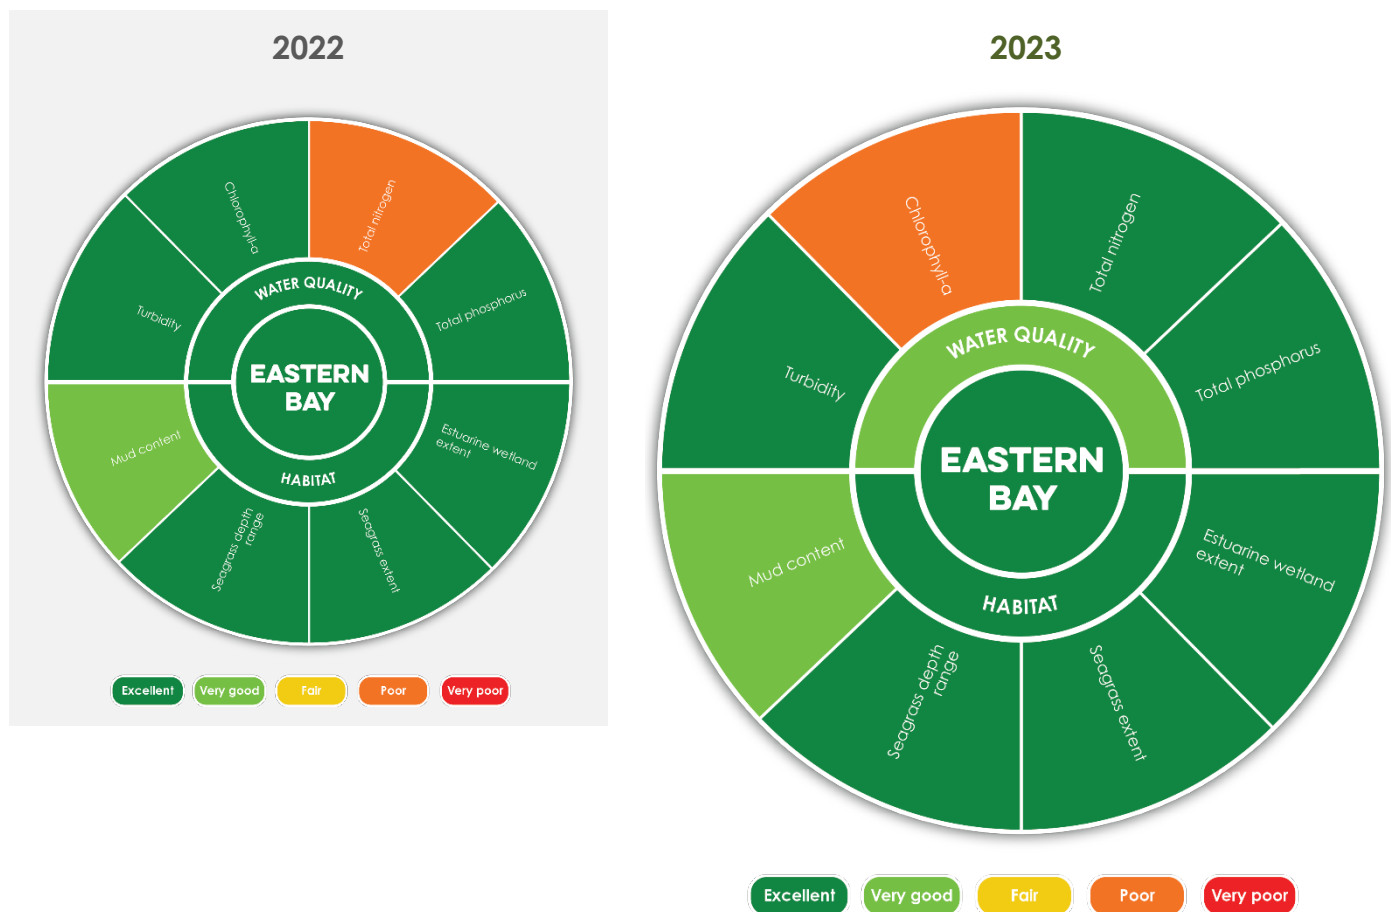 2022
Chlorophyll-a
Total nitrogen
Turbidity
WATER QUALITY
Total phosphorus
EASTERN
BAY
Mud content
Estuarine wetland
extent
HABITAT
Seagrass depth
range
Seagrass extent
Excellent
Very good
Fair
Poor
Very poor
2023
Chlorophyll-a
Total nitrogen
Turbidity
WATER QUALITY
Total phosphorus
EASTERN
BAY
Mud content
Estuarine wetland
extent
HABITAT
Seagrass depth
range
Seagrass extent
Excellent
Very good
Fair
Poor
Very poor